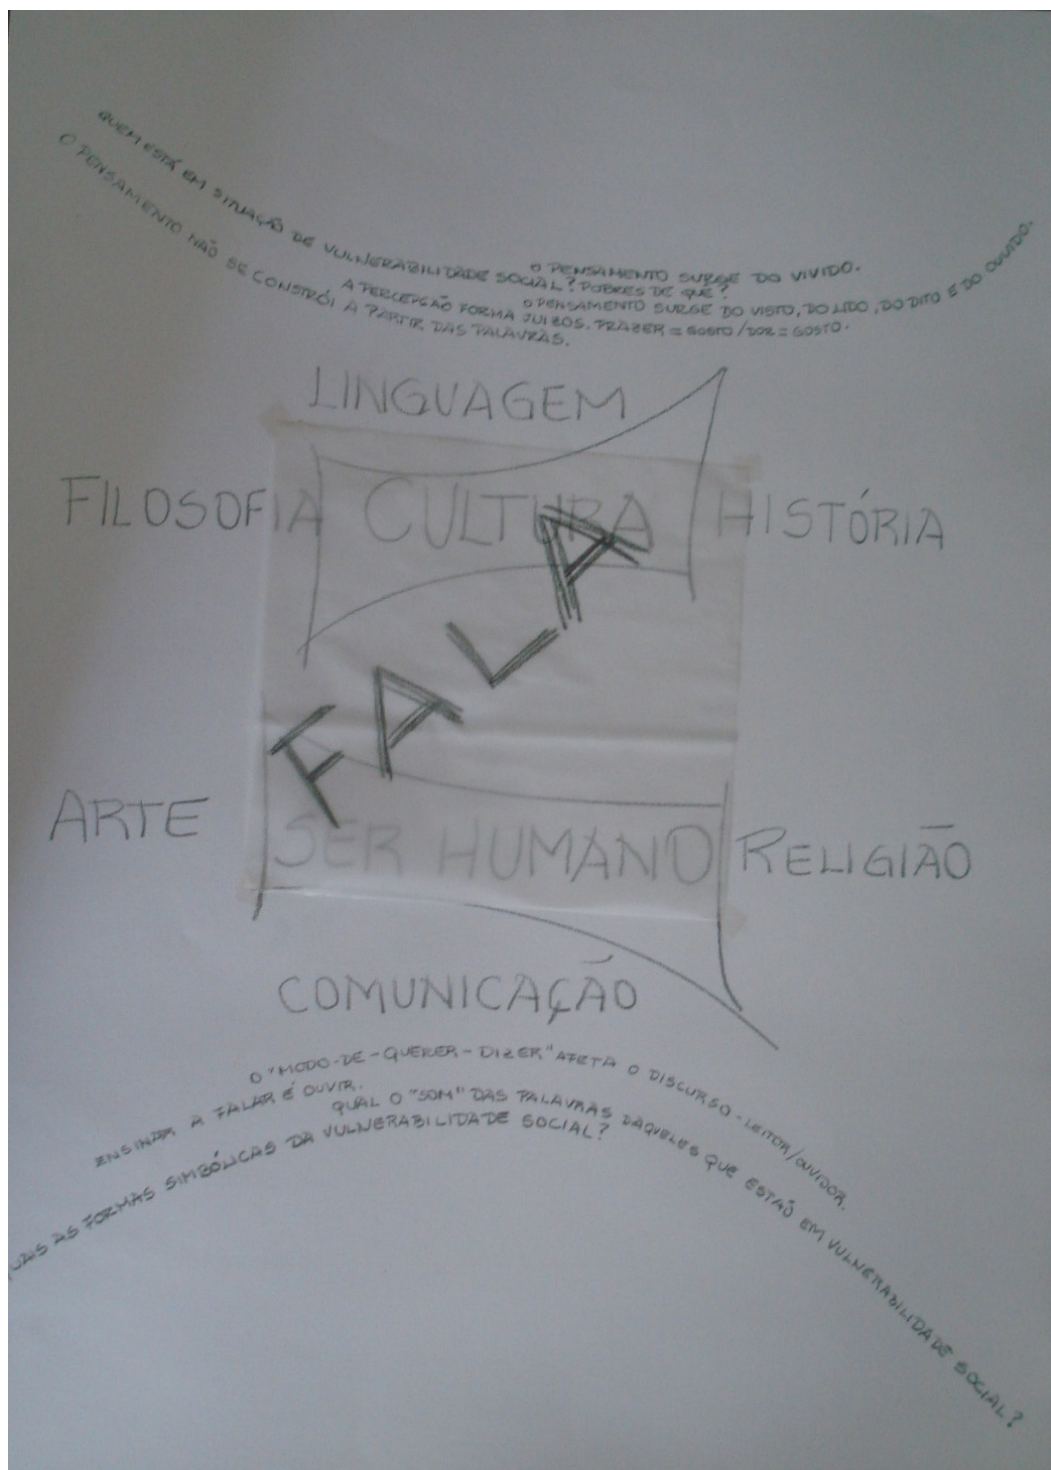 QUEM ESTÁ EM SITUAÇÃO DE VULNERABILIDADE SOCIAL? POBRES DE QUE?
O PENSAMENTO SURGE DO VIVIDO.
O PENSAMENTO NÃO SE CONSTRÓI A PARTIR DAS PALAVRAS.
A PERCEPÇÃO FORMA JUIZOS. PRAZER = GOSTO / DOR = GOSTO.
O PENSAMENTO SURGE DO VISTO, DO LIDO, DO DITO E DO OUVIDO.
LINGUAGEM
FILOSOFIA CULTURA HISTÓRIA
FALA
ARTE SER HUMANO RELIGIÃO
COMUNICAÇÃO
O "MODO-DE-QUERER-DIZER" AFETA O DISCURSO-LEITOR/OUVIDOR.
ENSINAR A FALAR É OUVIR.
QUAL O "SOM" DAS PALAVRAS DAQUELES QUE ESTAÕ EM VULNERABILIDADE SOCIAL?
UAIS AS FORMAS SIMBÓLICAS DA VULNERABILIDADE SOCIAL?